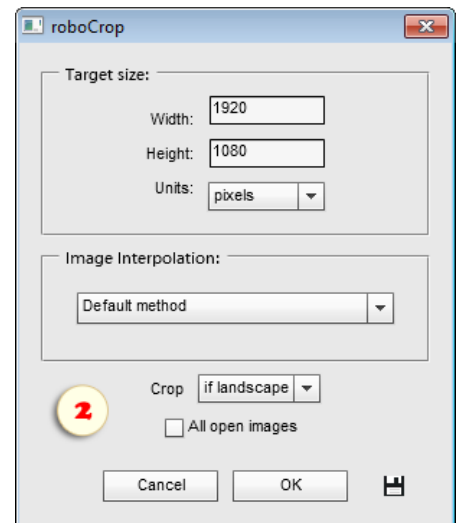 roboCrop
Target size:
Width: 1920
Height: 1080
Units: pixels
Image Interpolation:
Default method
Crop if landscape
2
All open images
Cancel OK